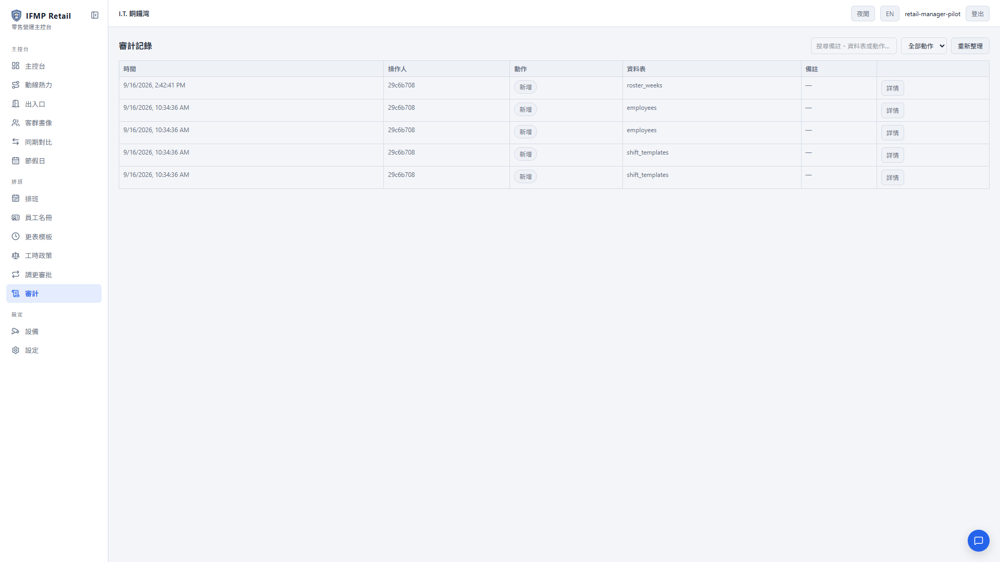 IFMP Retail
零售營運主控台
主控台
主控台
動線熱力
出入口
客群畫像
同期對比
節假日
排班
排班
員工名冊
更表模板
工時政策
調更審批
審計
設定
設備
設定
I.T. 銅鑼灣
夜間
EN
retail-manager-pilot
登出
審計記錄
搜尋備註、資料表或動作...
全部動作
重新整理
時間 操作人 動作 資料表 備註
9/16/2026, 2:42:41 PM 29c6b708 新增 roster_weeks — 詳情
9/16/2026, 10:34:36 AM 29c6b708 新增 employees — 詳情
9/16/2026, 10:34:36 AM 29c6b708 新增 employees — 詳情
9/16/2026, 10:34:36 AM 29c6b708 新增 shift_templates — 詳情
9/16/2026, 10:34:36 AM 29c6b708 新增 shift_templates — 詳情